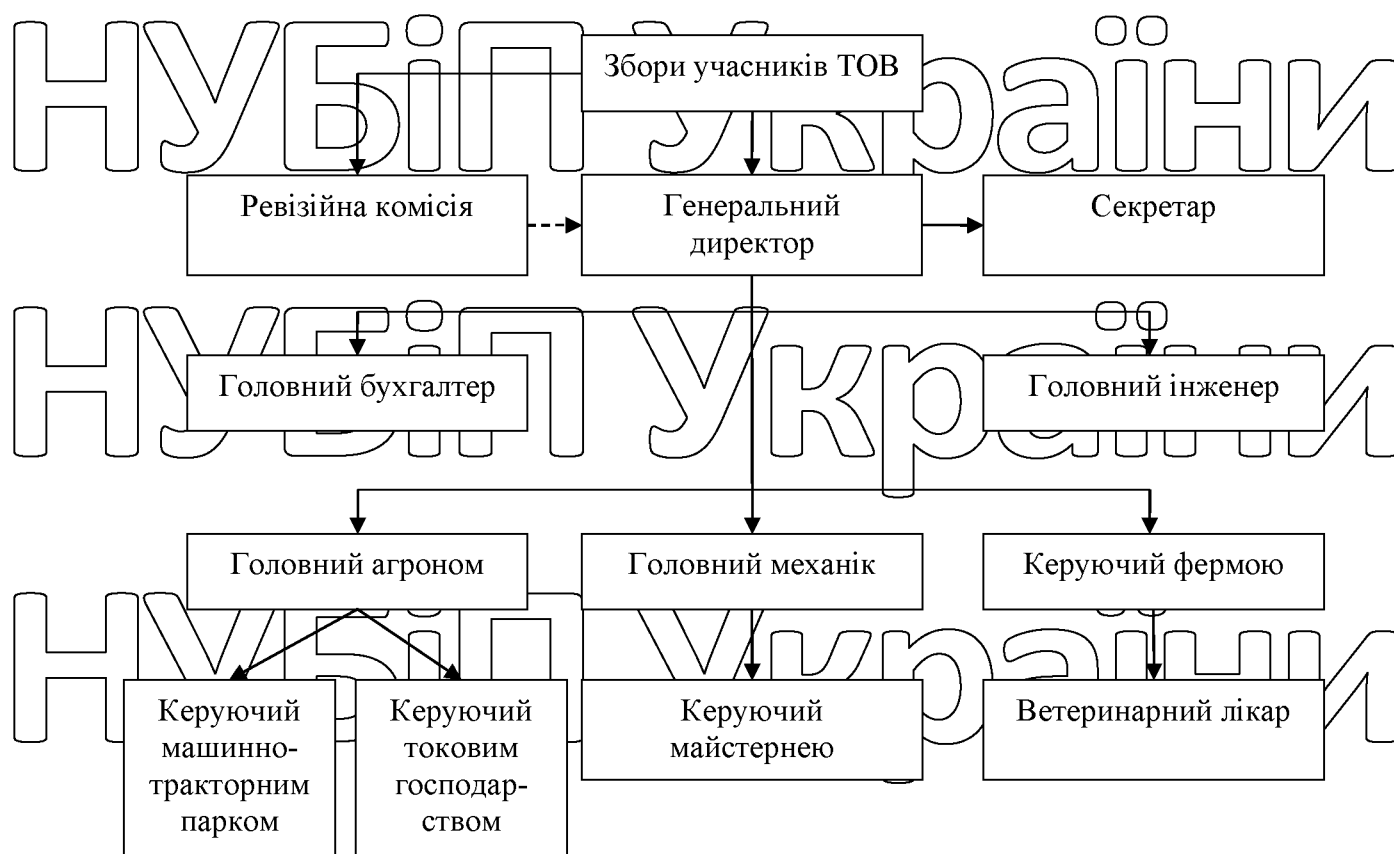 НУБіП України
Збори учасників ТОВ
Ревізійна комісія
Генеральний
директор
Секретар
НУБіП України
Головний бухгалтер
Головний інженер
Головний агроном
Головний механік
Керуючий фермою
НУБіП України
Керуючий
машинно-
тракторним
парком
Керуючий
токовим
господар-
ством
Керуючий
майстернею
Ветеринарний лікар